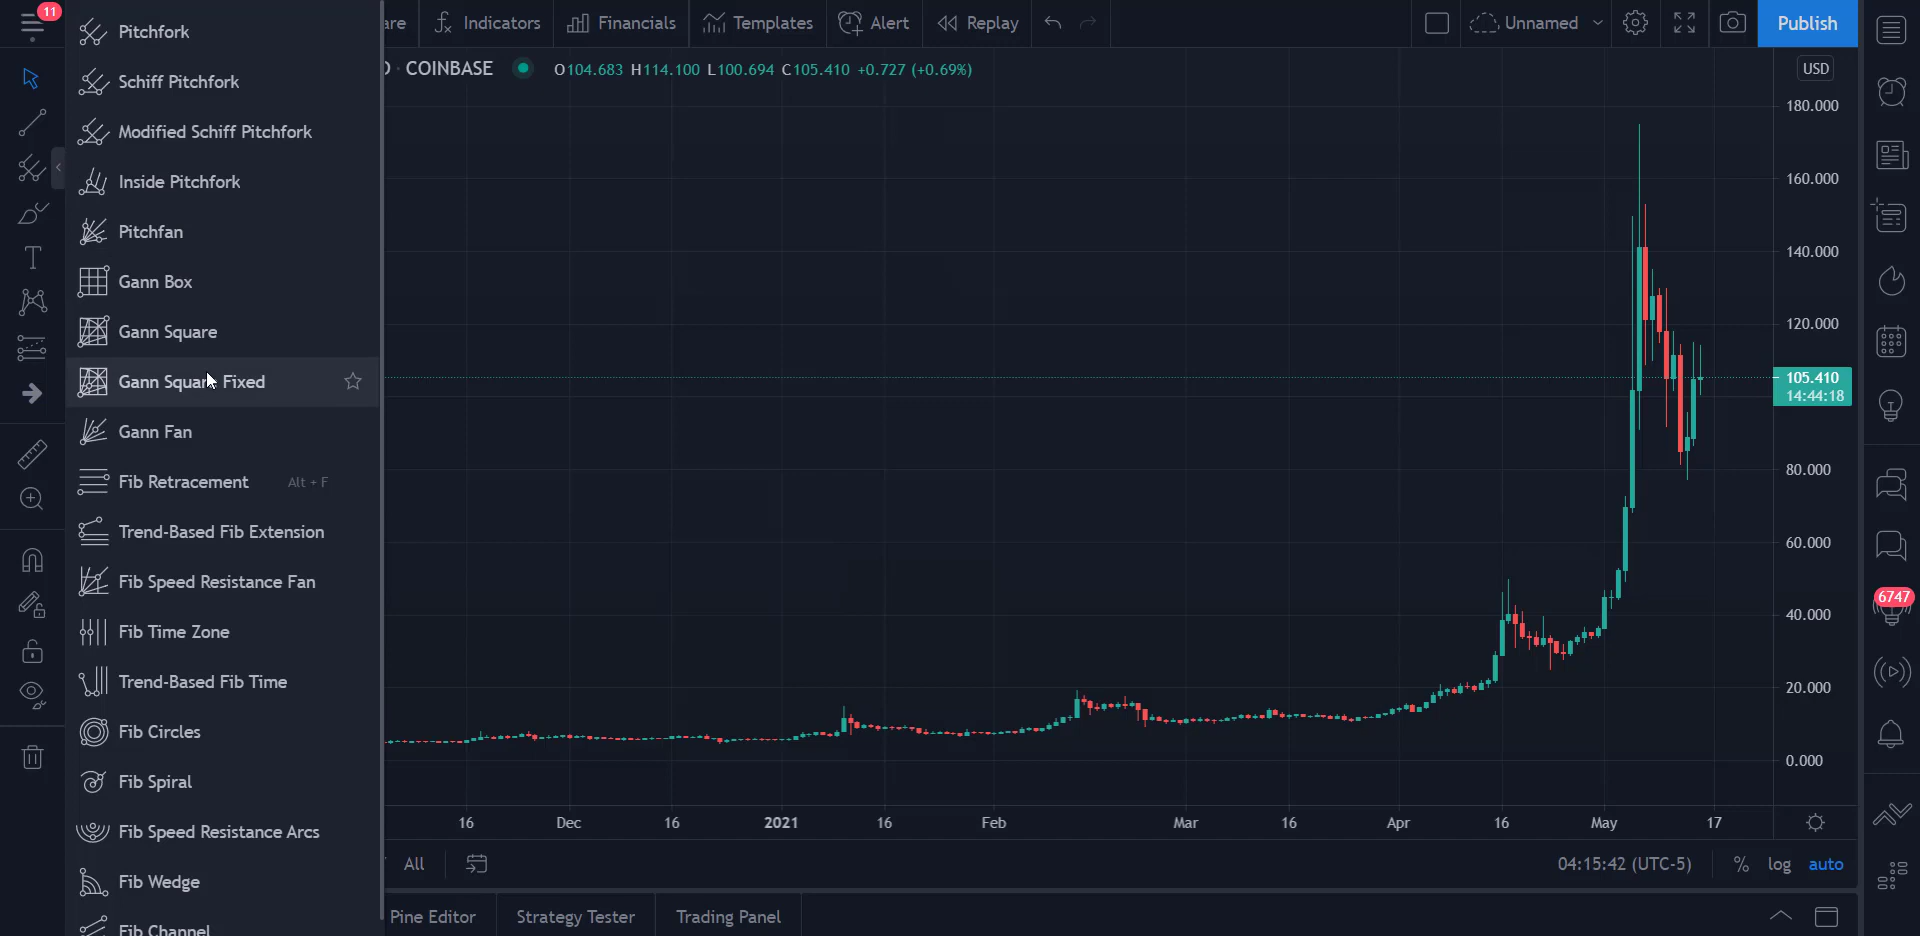 11
Pitchfork
Schiff Pitchfork
Modified Schiff Pitchfork
Inside Pitchfork
Pitchfan
Gann Box
Gann Square
Gann Square Fixed
Gann Fan
Fib Retracement Alt + F
Trend-Based Fib Extension
Fib Speed Resistance Fan
Fib Time Zone
Trend-Based Fib Time
Fib Circles
Fib Spiral
Fib Speed Resistance Arcs
Fib Wedge
Fib Channel
are Indicators Financials Templates Alert Replay Unnamed Publish
COINBASE O104.683 H114.100 L100.694 C105.410 +0.727 (+0.69%)
USD
180.000
160.000
140.000
120.000
105.410
14:44:18
80.000
60.000
40.000
20.000
0.000
6747
16 Dec 16 2021 16 Feb Mar 16 Apr 16 May 17
All 04:15:42 (UTC-5) % log auto
Pine Editor Strategy Tester Trading Panel